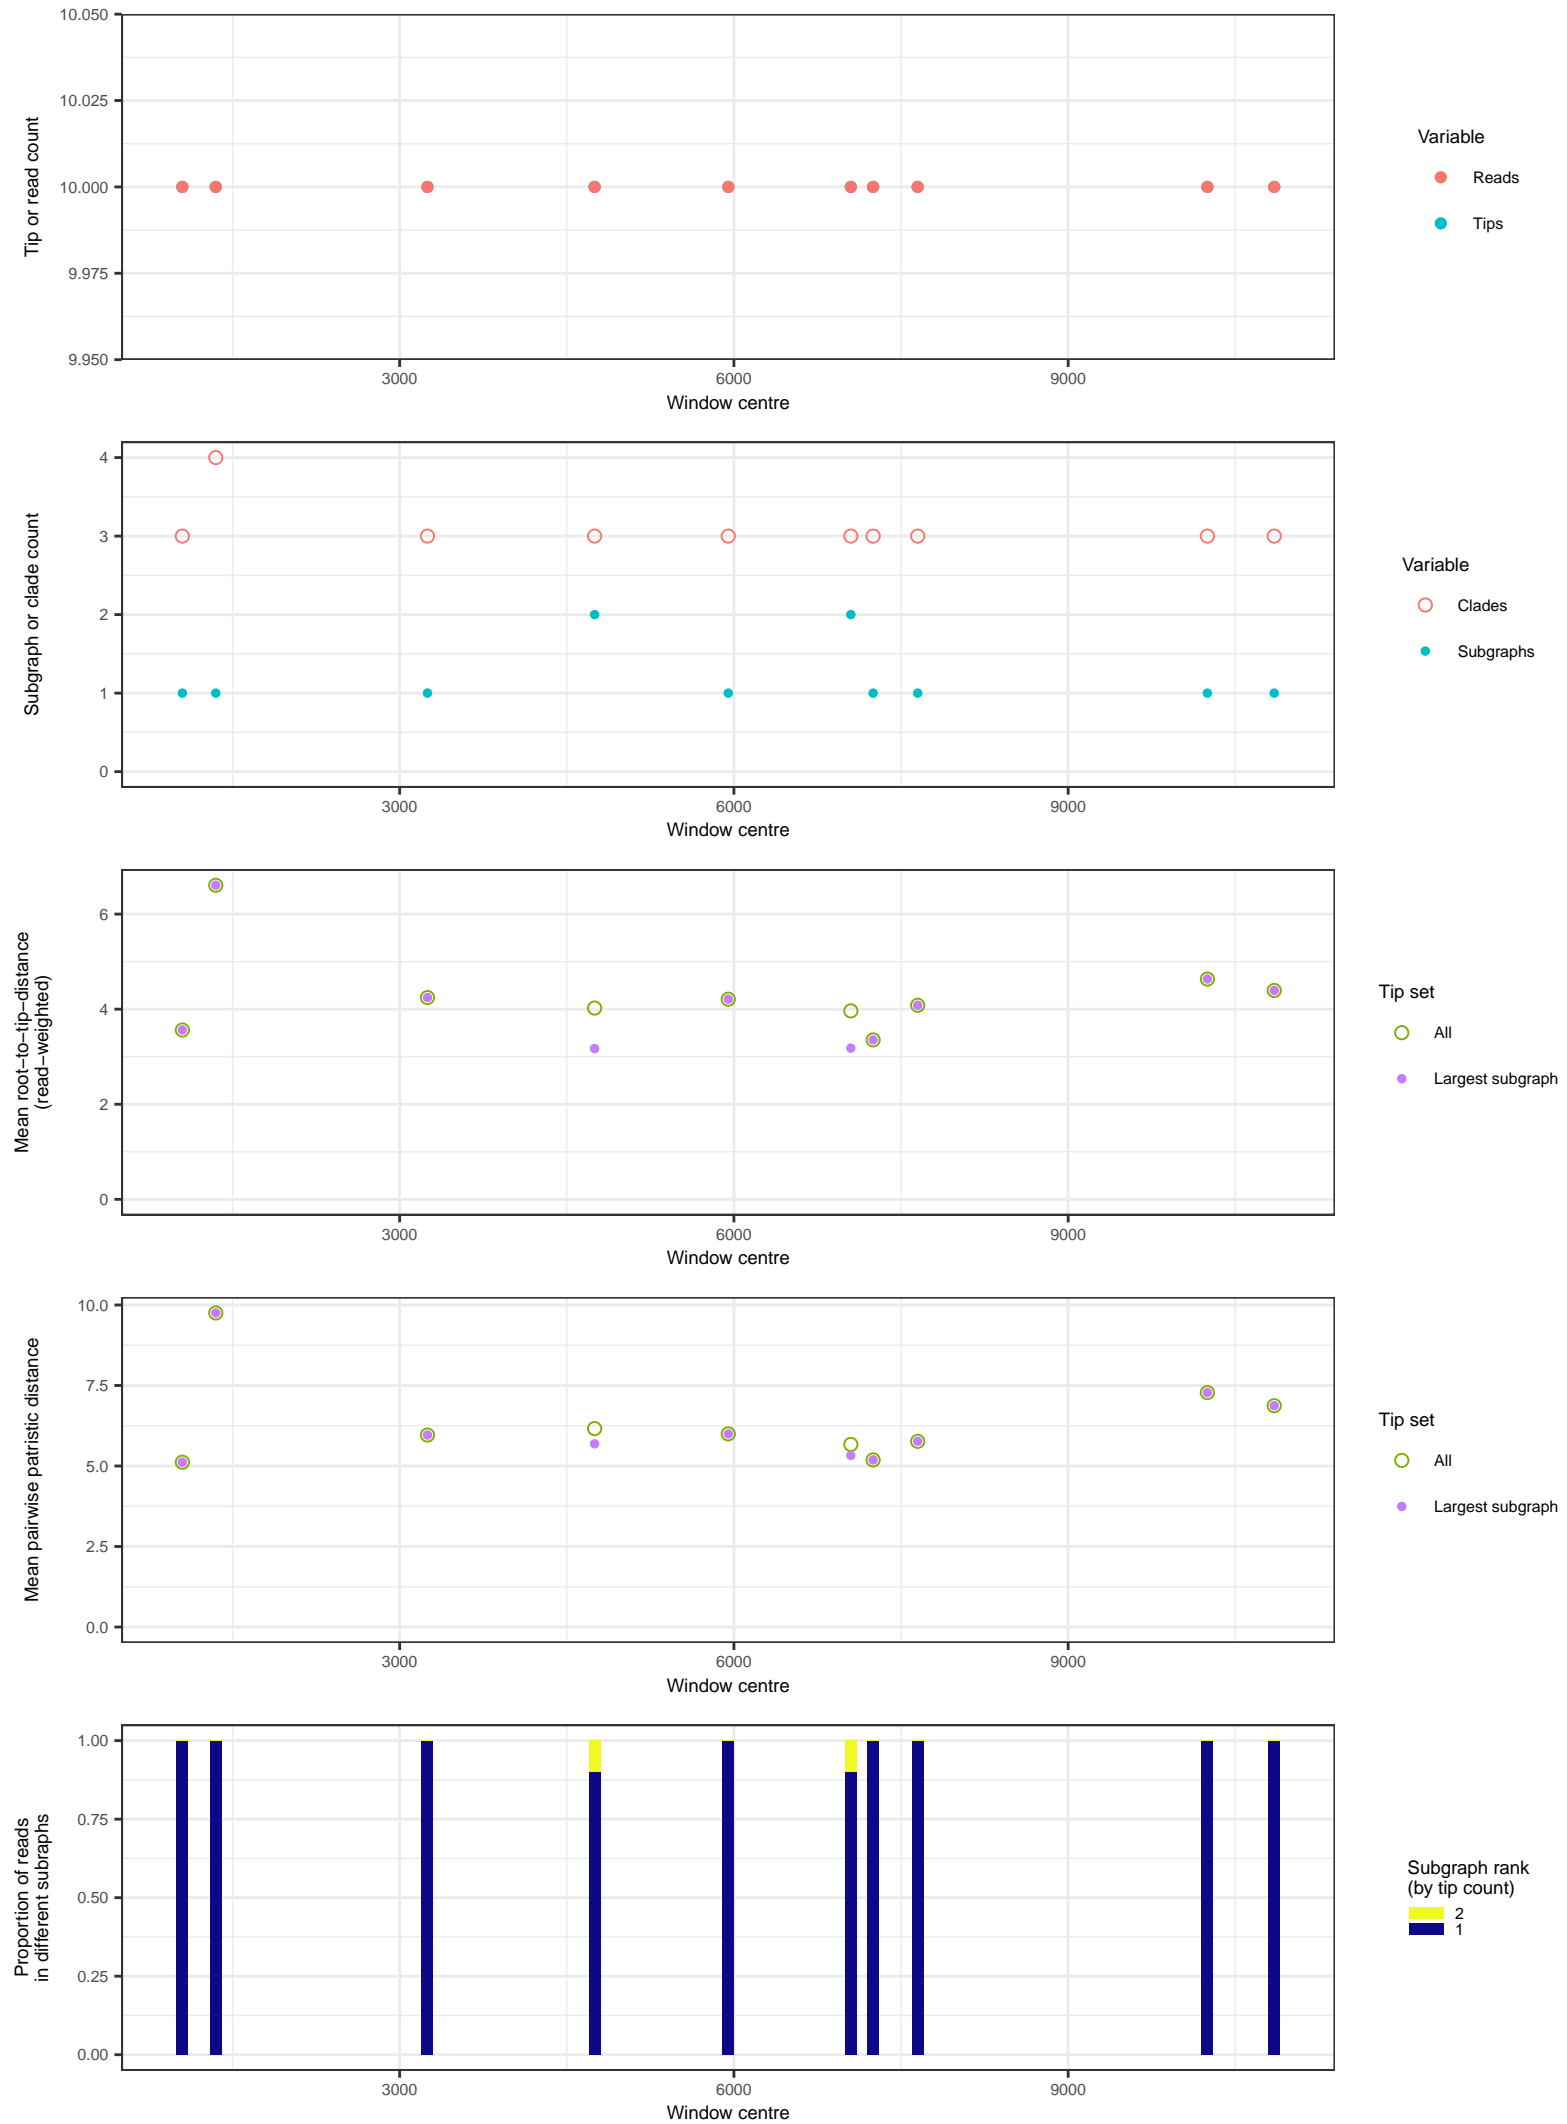 10.050
10.025
10.000
9.975
9.950
Tip or read count
3000
6000
9000
Window centre
Variable
Reads
Tips
4
3
2
1
0
Subgraph or clade count
3000
6000
9000
Window centre
Variable
Clades
Subgraphs
6
4
2
0
Mean root−to−tip−distance
(read−weighted)
3000
6000
9000
Window centre
Tip set
All
Largest subgraph
10.0
7.5
5.0
2.5
0.0
Mean pairwise patristic distance
3000
6000
9000
Window centre
Tip set
All
Largest subgraph
1.00
0.75
0.50
0.25
0.00
Proportion of reads
in different subraphs
3000
6000
9000
Window centre
Subgraph rank
(by tip count)
2
1